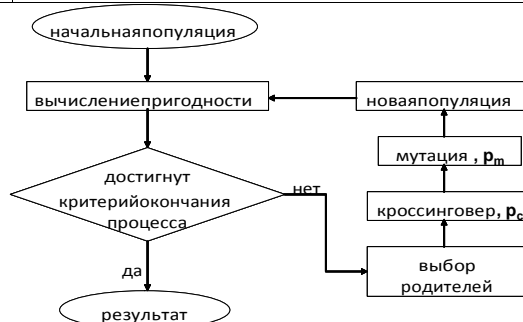 начальнаяпопуляция
вычислениепригодности
новаяпопуляция
мутация , pm
достигнут
критерийокончания
процесса
нет
кроссинговер, pc
выбор
родителей
да
результат